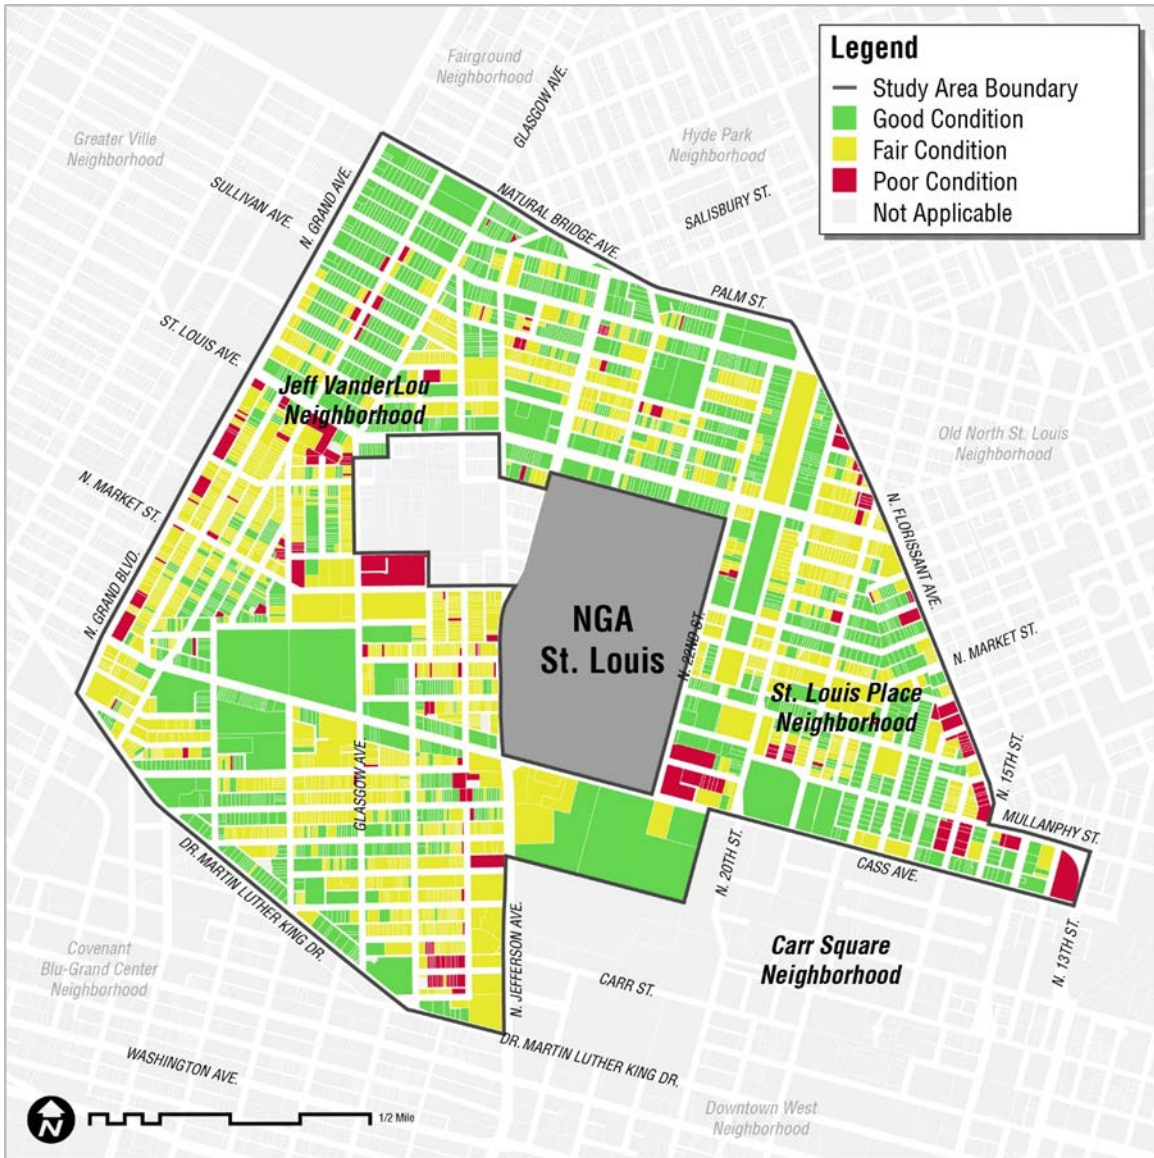 Legend
Study Area Boundary
Good Condition
Fair Condition
Poor Condition
Not Applicable
Fairground
Neighborhood
GLASGOW AVE.
Greater Ville
Neighborhood
Hyde Park
Neighborhood
SULLIVAN AVE.
N. GRAND AVE.
NATURAL BRIDGE AVE.
SALISBURY ST.
PALM ST.
ST. LOUIS AVE.
Jeff VanderLou
Neighborhood
Old North St. Louis
Neighborhood
N. MARKET ST.
N. FLORISSANT AVE.
N. GRAND BLVD.
NGA
St. Louis
N. 22ND ST.
N. MARKET ST.
St. Louis Place
Neighborhood
GLASGOW AVE.
N. 15TH ST.
MULLANPHY ST.
DR. MARTIN LUTHER KING DR.
N. 20TH ST.
CASS AVE.
N. JEFFERSON AVE.
Covenant
Blu-Grand Center
Neighborhood
Carr Square
Neighborhood
N. 13TH ST.
CARR ST.
WASHINGTON AVE.
DR. MARTIN LUTHER KING DR.
Downtown West
Neighborhood
N
1/2 Mile